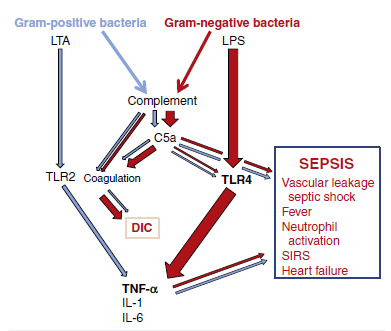 Gram-positive bacteria Gram-negative bacteria
LTA LPS
Complement
C5a
TLR2 Coagulation TLR4
DIC
SEPSIS
Vascular leakage
septic shock
Fever
Neutrophil
activation
SIRS
Heart failure
TNF-α
IL-1
IL-6